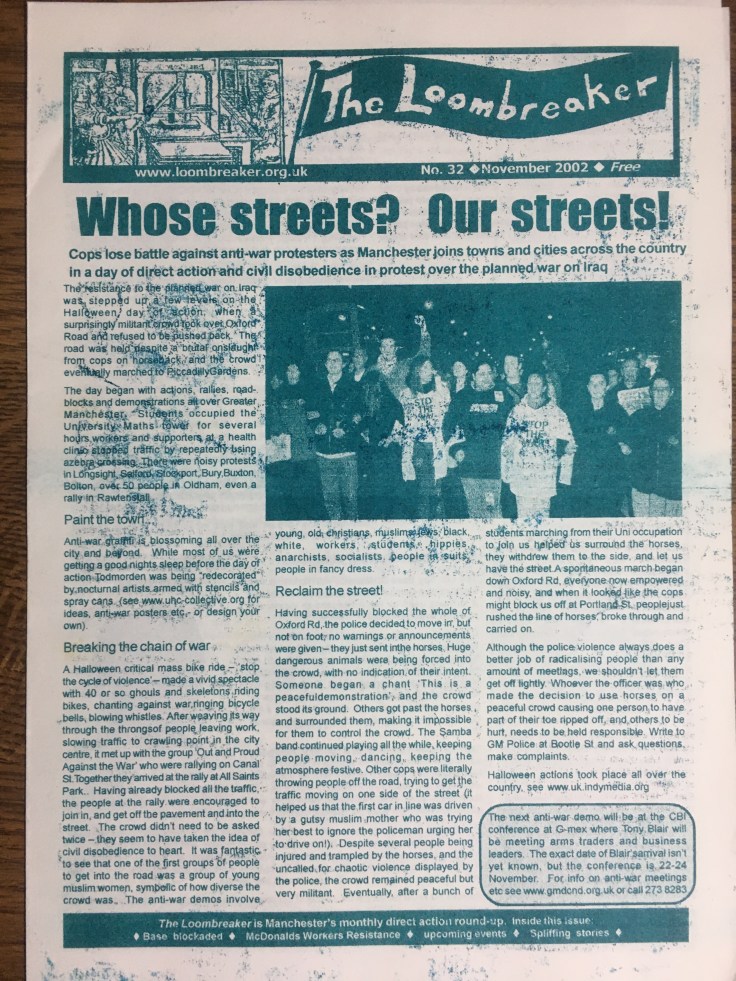 The Loombreaker
www.loombreaker.org.uk
No. 32 ◆November 2002 ◆ Free
Whose streets? Our streets!
Cops lose battle against anti-war protesters as Manchester joins towns and cities across the country
in a day of direct action and civil disobedience in protest over the planned war on Iraq
The resistance to the planned war on Iraq
was stepped up a few levels on the
Halloween day of action, when a
surprisingly militant crowd took over Oxford
Road and refused to be pushed back. The
road was held despite a brutal onslaught
from cops on horseback, and the crowd
eventually marched to PiccadillyGardens.
The day began with actions, rallies, road-
blocks and demonstrations all over Greater
Manchester. Students occupied the
University Maths tower for several
hours, workers and supporters at a health
clinic stopped traffic by repeatedly using
azebra crossing. There were noisy protests
in Longsight, Salford, Stockport, Bury, Buxton,
Bolton, over 50 people in Oldham, even a
rally in Rawtenstall.
Paint the town
Anti-war graffiti is blossoming all over the
city and beyond. While most of us were
getting a good nights sleep before the day of
action Todmorden was being "redecorated"
by nocturnal artists armed with stencils and
spray cans. (see www.uhc-collective.org for
ideas, anti-war posters etc, or design your
own).
Breaking the chain of war
A Halloween critical mass bike ride – 'stop
the cycle of violence' – made a vivid spectacle
with 40 or so ghouls and skeletons riding
bikes, chanting against war, ringing bicycle
bells, blowing whistles. After weaving its way
through the throngsof people leaving work,
slowing traffic to crawling point in the city
centre, it met up with the group 'Out and Proud
Against the War' who were rallying on Canal
St. Together they arrived at the rally at All Saints
Park. Having already blocked all the traffic,
the people at the rally were encouraged to
join in, and get off the pavement and into the
street. The crowd didn't need to be asked
twice – they seem to have taken the idea of
civil disobedience to heart. It was fantastic
to see that one of the first groups of people
to get into the road was a group of young
muslim women, symbolic of how diverse the
crowd was. The anti-war demos involve
STOP
THE
STOP
THE
young, old, christians, muslims, jews, black,
white, workers, students, hippies,
anarchists, socialists, people in suits,
people in fancy dress.
Reclaim the street!
Having successfully blocked the whole of
Oxford Rd, the police decided to move in, but
not on foot, no warnings or announcements
were given – they just sent inthe horses. Huge
dangerous animals were being forced into
the crowd, with no indication of their intent.
Someone began a chant 'This is a
peacefuldemonstration', and the crowd
stood its ground. Others got past the horses
and surrounded them, making it impossible
for them to control the crowd. The Samba
band continued playing all the while, keeping
people moving, dancing, keeping the
atmosphere festive. Other cops were literally
throwing people off the road, trying to get the
traffic moving on one side of the street (it
helped us that the first car in line was driven
by a gutsy muslim mother who was trying
her best to ignore the policeman urging her
to drive on!). Despite several people being
injured and trampled by the horses, and the
uncalled for chaotic violence displayed by
the police, the crowd remained peaceful but
very militant. Eventually, after a bunch of
students marching from their Uni occupation
to join us helped us surround the horses,
they withdrew them to the side, and let us
have the street. A spontaneous march began
down Oxford Rd, everyone now empowered
and noisy, and when it looked like the cops
might block us off at Portland St, peoplejust
rushed the line of horses, broke through and
carried on.
Although the police violence always does a
better job of radicalising people than any
amount of meetings, we shouldn't let them
get off lightly. Whoever the officer was who
made the decision to use horses on a
peaceful crowd causing one person to have
part of their toe ripped off, and others to be
hurt, needs to be held responsible. Write to
GM Police at Bootle St and ask questions,
make complaints.
Halloween actions took place all over the
country, see www.uk.indymedia.org
The next anti-war demo will be at the CBI
conference at G-mex where Tony Blair will
be meeting arms traders and business
leaders. The exact date of Blair'sarrival isn't
yet known, but the conference is 22-24
November. For info on anti-war meetings
etc see www.gmdcnd.org.uk or call 273 8283
The Loombreaker is Manchester's monthly direct action round-up. Inside this issue:
◆ Base blockaded ◆ McDonalds Workers Resistance ◆ upcoming events ◆ Spliffing stories ◆